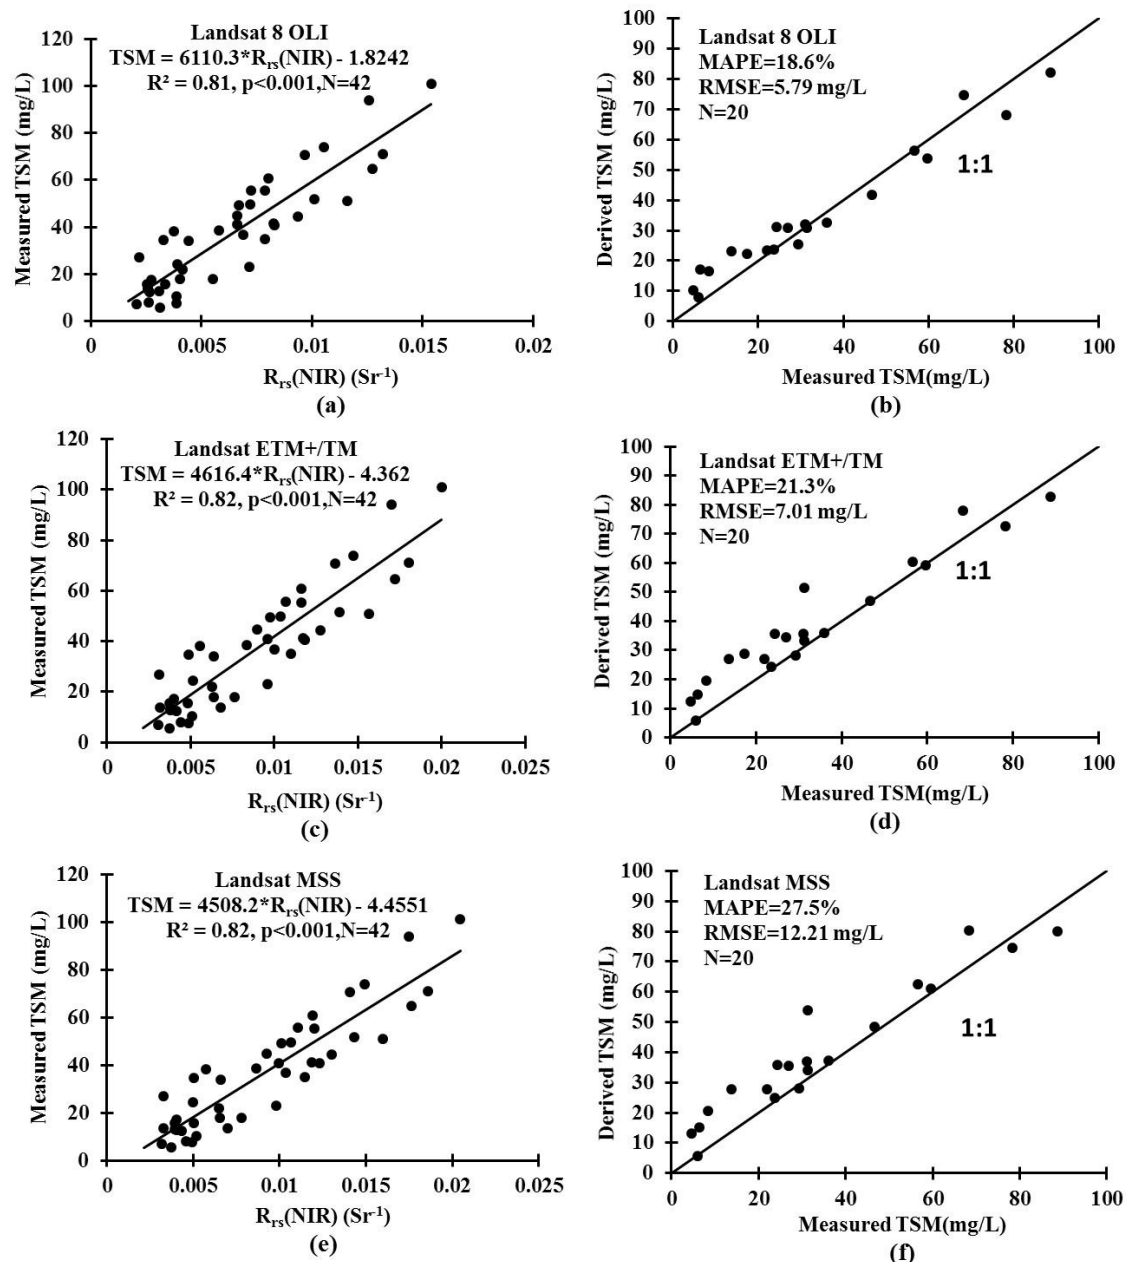 Landsat 8 OLI
TSM = 6110.3*Rrs(NIR) - 1.8242
R² = 0.81, p<0.001,N=42
Measured TSM (mg/L)
120
100
80
60
40
20
0
0 0.005 0.01 0.015 0.02
Rrs(NIR) (Sr-1)
(a)
Landsat 8 OLI
MAPE=18.6%
RMSE=5.79 mg/L
N=20
1:1
Derived TSM (mg/L)
100
90
80
70
60
50
40
30
20
10
0
0 20 40 60 80 100
Measured TSM(mg/L)
(b)
Landsat ETM+/TM
TSM = 4616.4*Rrs(NIR) - 4.362
R² = 0.82, p<0.001,N=42
Measured TSM (mg/L)
120
100
80
60
40
20
0
0 0.005 0.01 0.015 0.02 0.025
Rrs(NIR) (Sr-1)
(c)
Landsat ETM+/TM
MAPE=21.3%
RMSE=7.01 mg/L
N=20
1:1
Derived TSM (mg/L)
100
90
80
70
60
50
40
30
20
10
0
0 20 40 60 80 100
Measured TSM(mg/L)
(d)
Landsat MSS
TSM = 4508.2*Rrs(NIR) - 4.4551
R² = 0.82, p<0.001,N=42
Measured TSM (mg/L)
120
100
80
60
40
20
0
0 0.005 0.01 0.015 0.02 0.025
Rrs(NIR) (Sr-1)
(e)
Landsat MSS
MAPE=27.5%
RMSE=12.21 mg/L
N=20
1:1
Derived TSM (mg/L)
100
90
80
70
60
50
40
30
20
10
0
0 20 40 60 80 100
Measured TSM(mg/L)
(f)